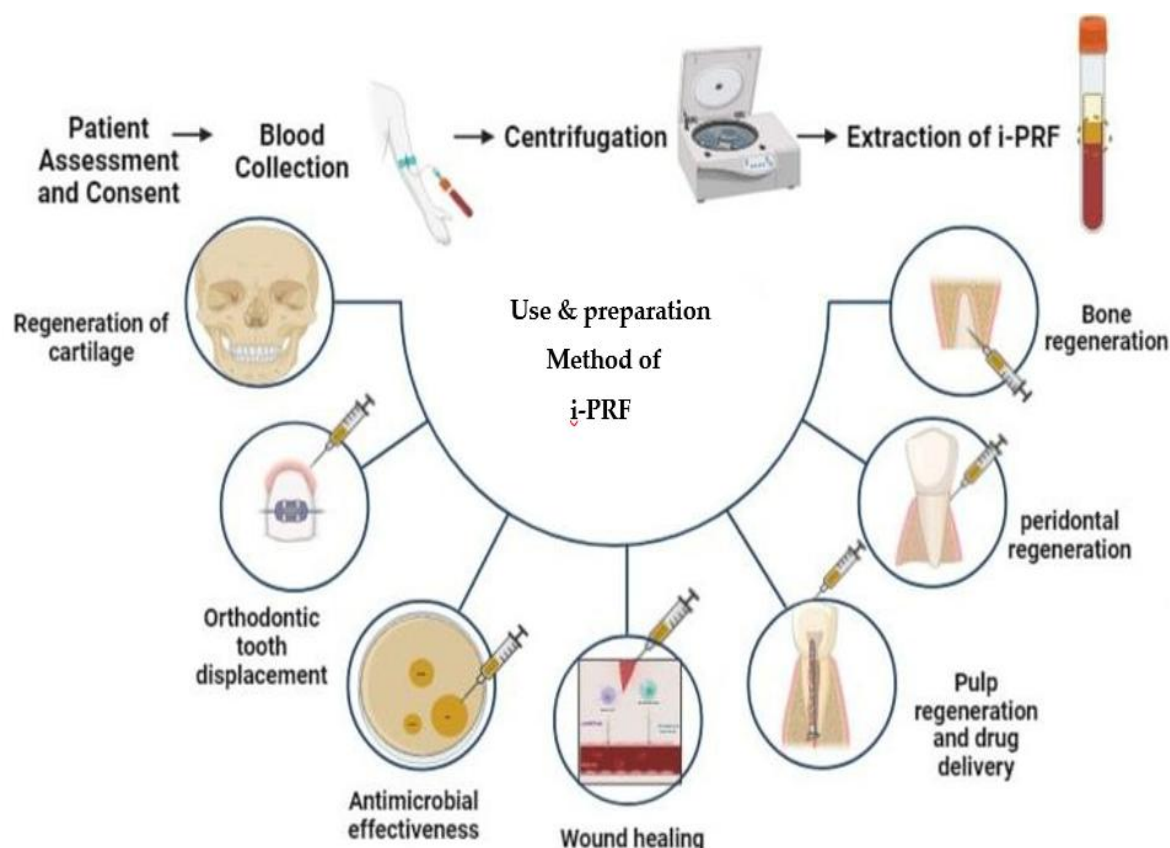 Patient
Assessment
and Consent
Blood
Collection
Centrifugation
Extraction of i-PRF
Use & preparation
Method of
i-PRF
Regeneration of
cartilage
Orthodontic
tooth
displacement
Antimicrobial
effectiveness
Wound healing
Pulp
regeneration
and drug
delivery
peridontal
regeneration
Bone
regeneration